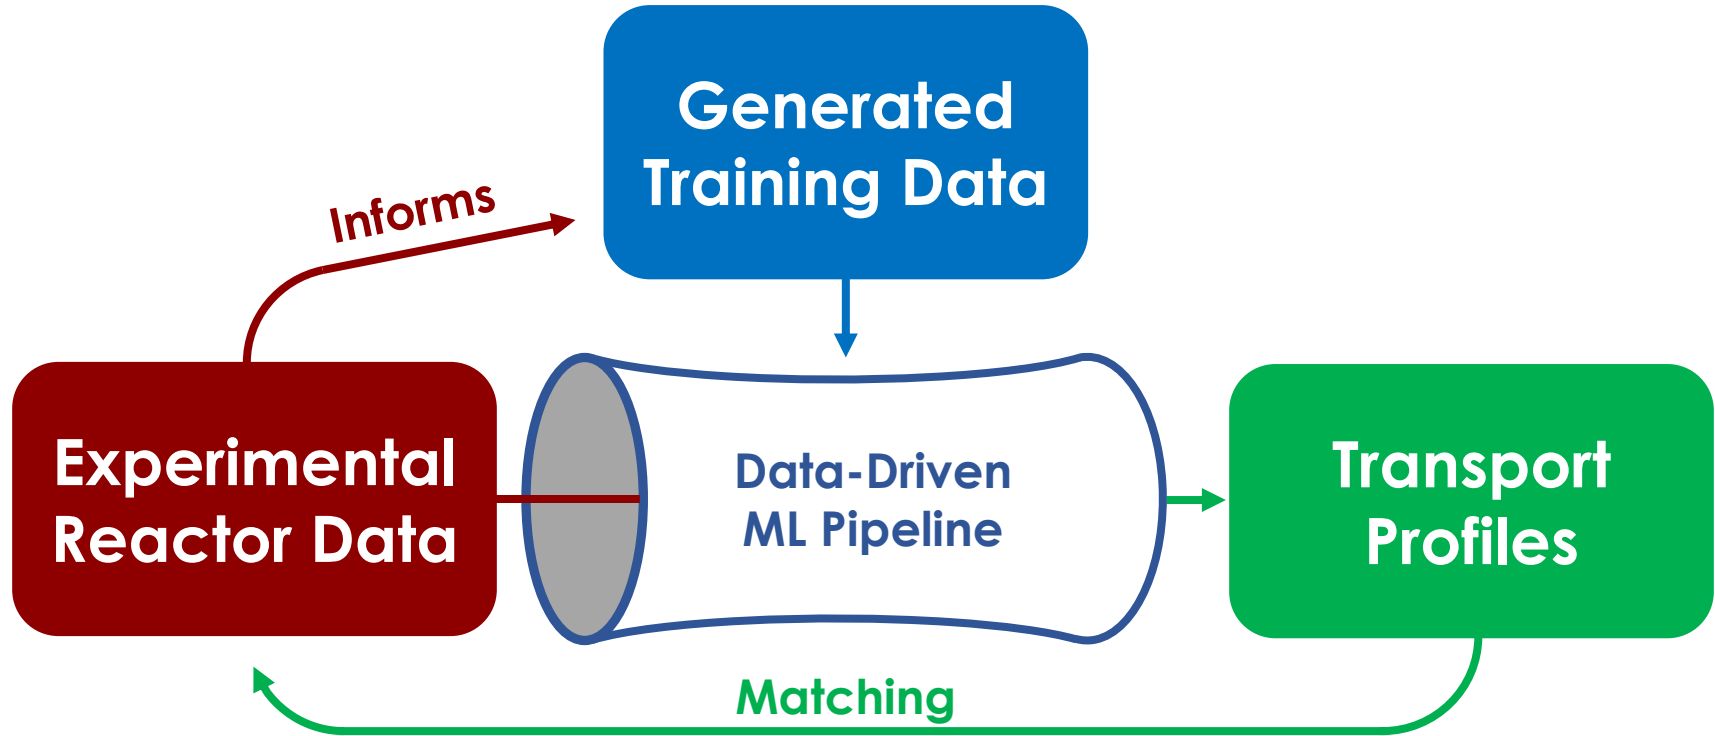 Generated
Training Data
Informs
Experimental
Reactor Data
Data-Driven
ML Pipeline
Transport
Profiles
Matching